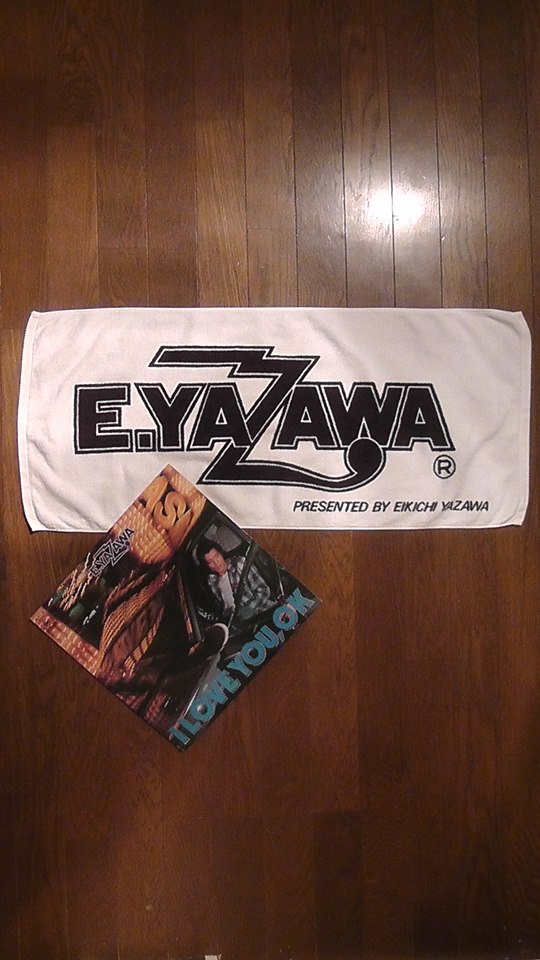 E.YAZAWA
®
PRESENTED BY EIKICHI YAZAWA
E.YAZAWA
I LOVE YOU, OK